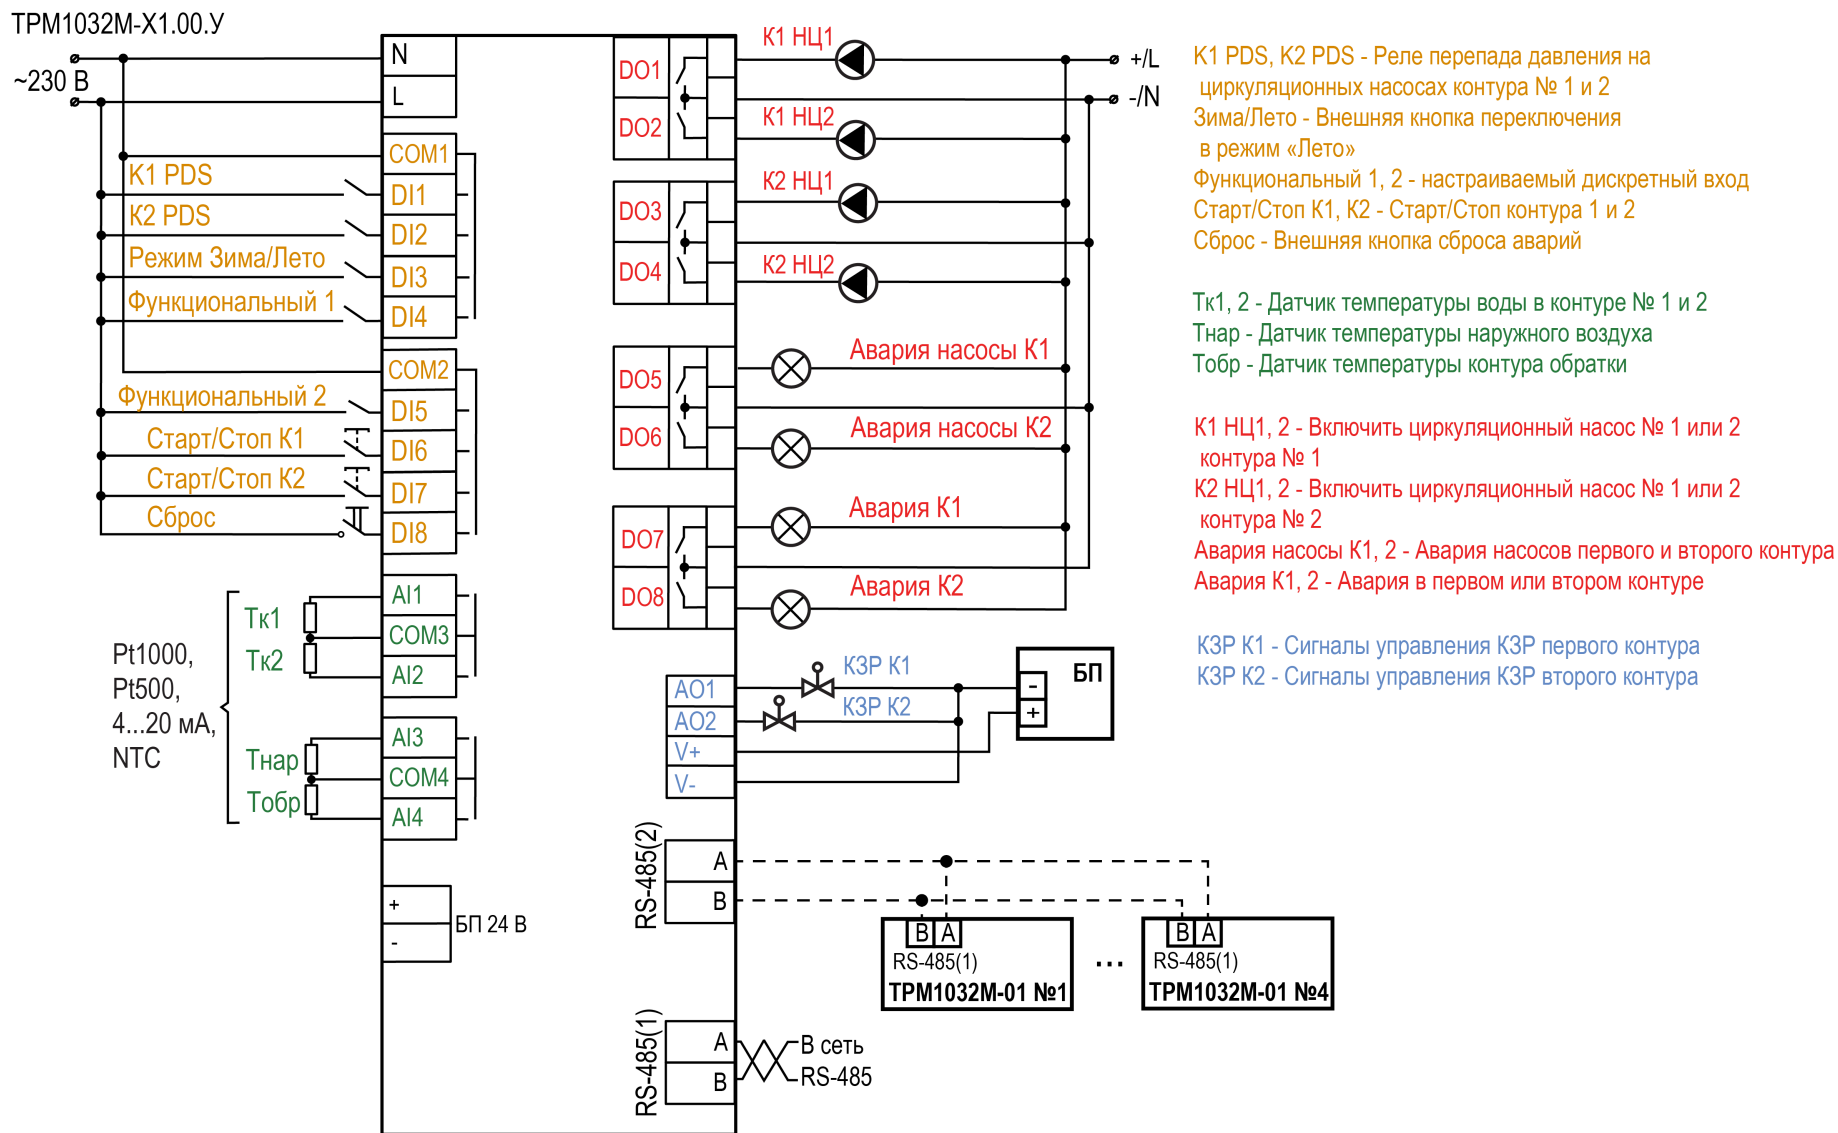 ТРМ1032М-Х1.00.У
~230 В
N
L
COM1
K1 PDS
DI1
К2 PDS
DI2
Режим Зима/Лето
DI3
Функциональный 1
DI4
COM2
Функциональный 2
DI5
Старт/Стоп К1
DI6
Старт/Стоп К2
DI7
Сброс
DI8
Pt1000,
Pt500,
4...20 мА,
NTC
Тк1
Тк2
AI1
COM3
AI2
Тнар
Тобр
AI3
COM4
AI4
+
-
БП 24 В
DO1
DO2
К1 НЦ1
К1 НЦ2
+/L
-/N
DO3
DO4
К2 НЦ1
К2 НЦ2
DO5
DO6
Авария насосы К1
Авария насосы К2
DO7
DO8
Авария К1
Авария К2
AO1
AO2
V+
V-
КЗР К1
КЗР К2
-
+
БП
RS-485(2)
A
B
B A
RS-485(1)
ТРМ1032М-01 №1
...
B A
RS-485(1)
ТРМ1032М-01 №4
RS-485(1)
A
B
В сеть
RS-485
K1 PDS, K2 PDS - Реле перепада давления на
циркуляционных насосах контура № 1 и 2
Зима/Лето - Внешняя кнопка переключения
в режим «Лето»
Функциональный 1, 2 - настраиваемый дискретный вход
Старт/Стоп К1, К2 - Старт/Стоп контура 1 и 2
Сброс - Внешняя кнопка сброса аварий
Тк1, 2 - Датчик температуры воды в контуре № 1 и 2
Тнар - Датчик температуры наружного воздуха
Тобр - Датчик температуры контура обратки
К1 НЦ1, 2 - Включить циркуляционный насос № 1 или 2
контура № 1
К2 НЦ1, 2 - Включить циркуляционный насос № 1 или 2
контура № 2
Авария насосы К1, 2 - Авария насосов первого и второго контура
Авария К1, 2 - Авария в первом или втором контуре
КЗР К1 - Сигналы управления КЗР первого контура
КЗР К2 - Сигналы управления КЗР второго контура